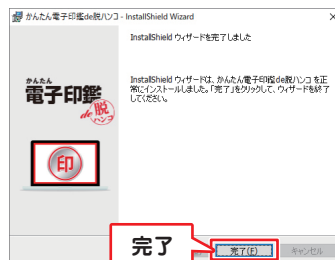 かんたん電子印鑑de脱ハンコ - InstallShield Wizard
InstallShield ウィザードを完了しました
InstallShield ウィザードは、かんたん電子印鑑de脱ハンコ を正
常にインストールしました。「完了」をクリックして、ウィザードを終了
してください。
かんたん
電子印鑑
de 脱
ハンコ
印
完了
完了(F)
キャンセル